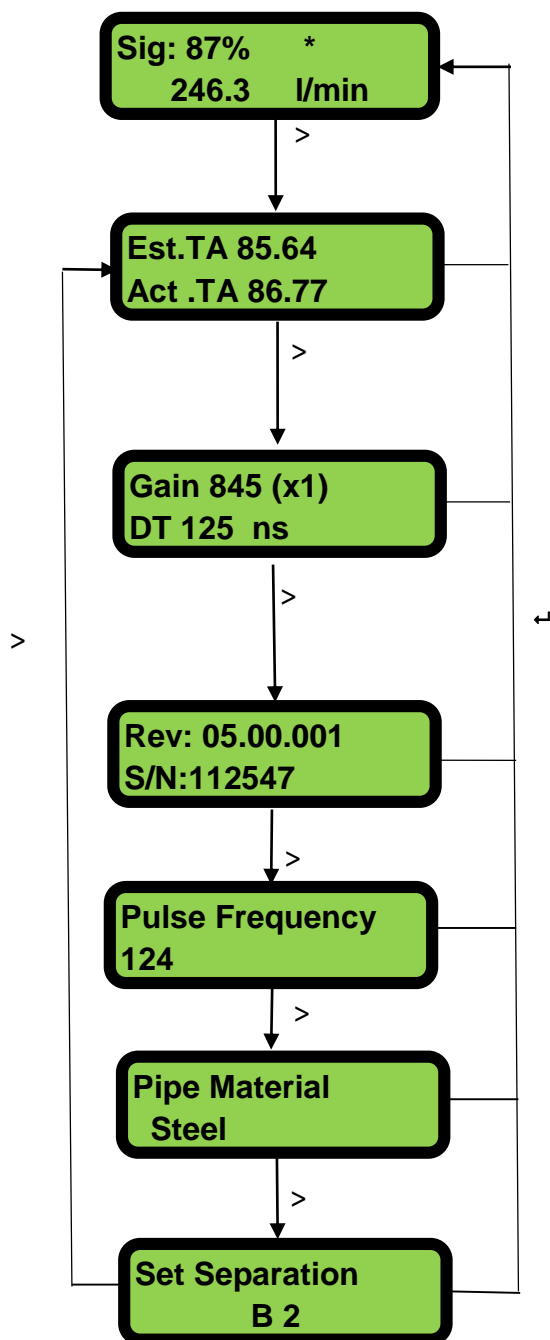 Sig: 87% *
246.3 l/min
>
Est.TA 85.64
Act .TA 86.77
>
Gain 845 (x1)
DT 125 ns
>
>
↵
Rev: 05.00.001
S/N:112547
>
Pulse Frequency
124
>
Pipe Material
Steel
>
Set Separation
B 2